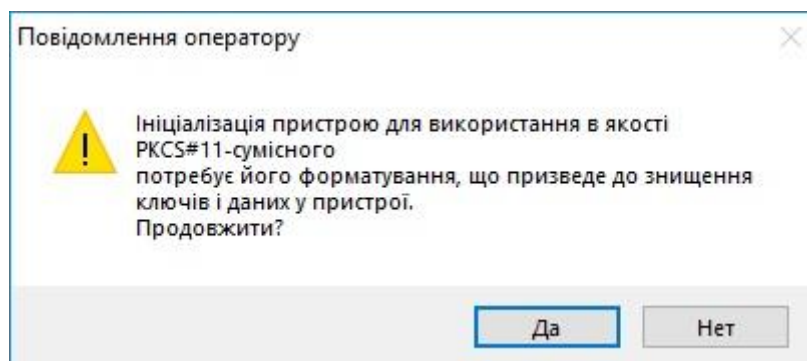 Повідомлення оператору
Ініціалізація пристрою для використання в якості
PKCS#11-сумісного
потребує його форматування, що призведе до знищення
ключів і даних у пристрої.
Продовжити?
Да Нет